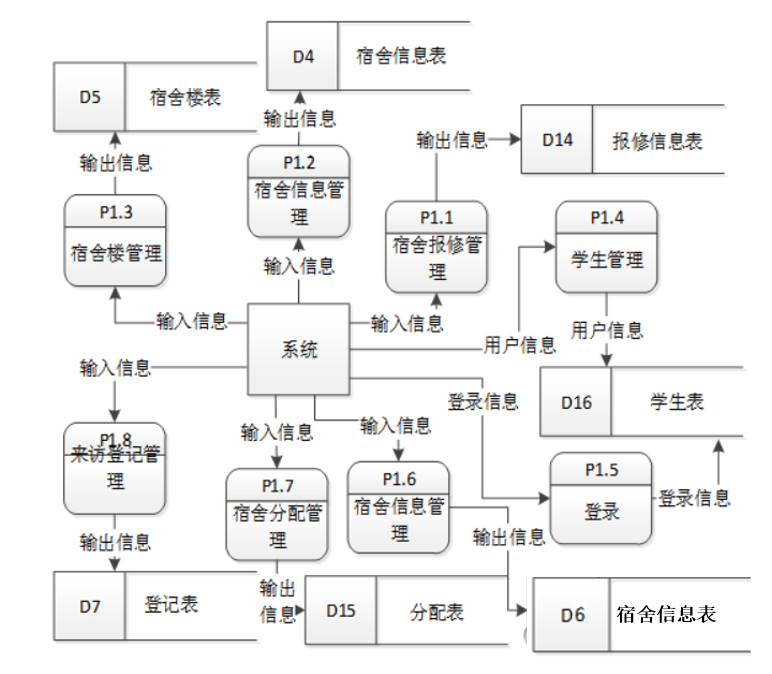 D4
宿舍信息表
D5
宿舍楼表
输出信息
输出信息
D14
报修信息表
输出信息
P1.2
宿舍信息管
理
P1.3
宿舍楼管理
P1.1
宿舍报修管
理
P1.4
学生管理
输入信息
输入信息
输入信息
系统
用户信息
用户信息
输入信息
D16
学生表
登录信息
输入信息
输入信息
P1.8
来访登记管
理
P1.7
宿舍分配管
理
P1.6
宿舍信息管
理
P1.5
登录
登录信息
输出信息
输出信息
D7
登记表
输出
信息
D15
分配表
D6
宿舍信息表